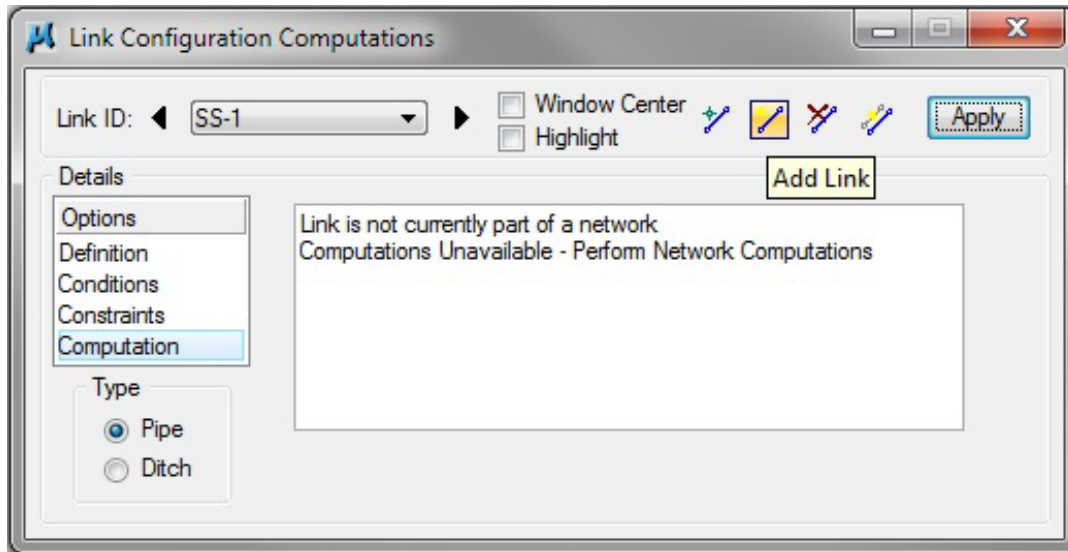 Link Configuration Computations
Link ID:
SS-1
Window Center
Highlight
Apply
Add Link
Details
Options
Definition
Conditions
Constraints
Computation
Link is not currently part of a network
Computations Unavailable - Perform Network Computations
Type
Pipe
Ditch